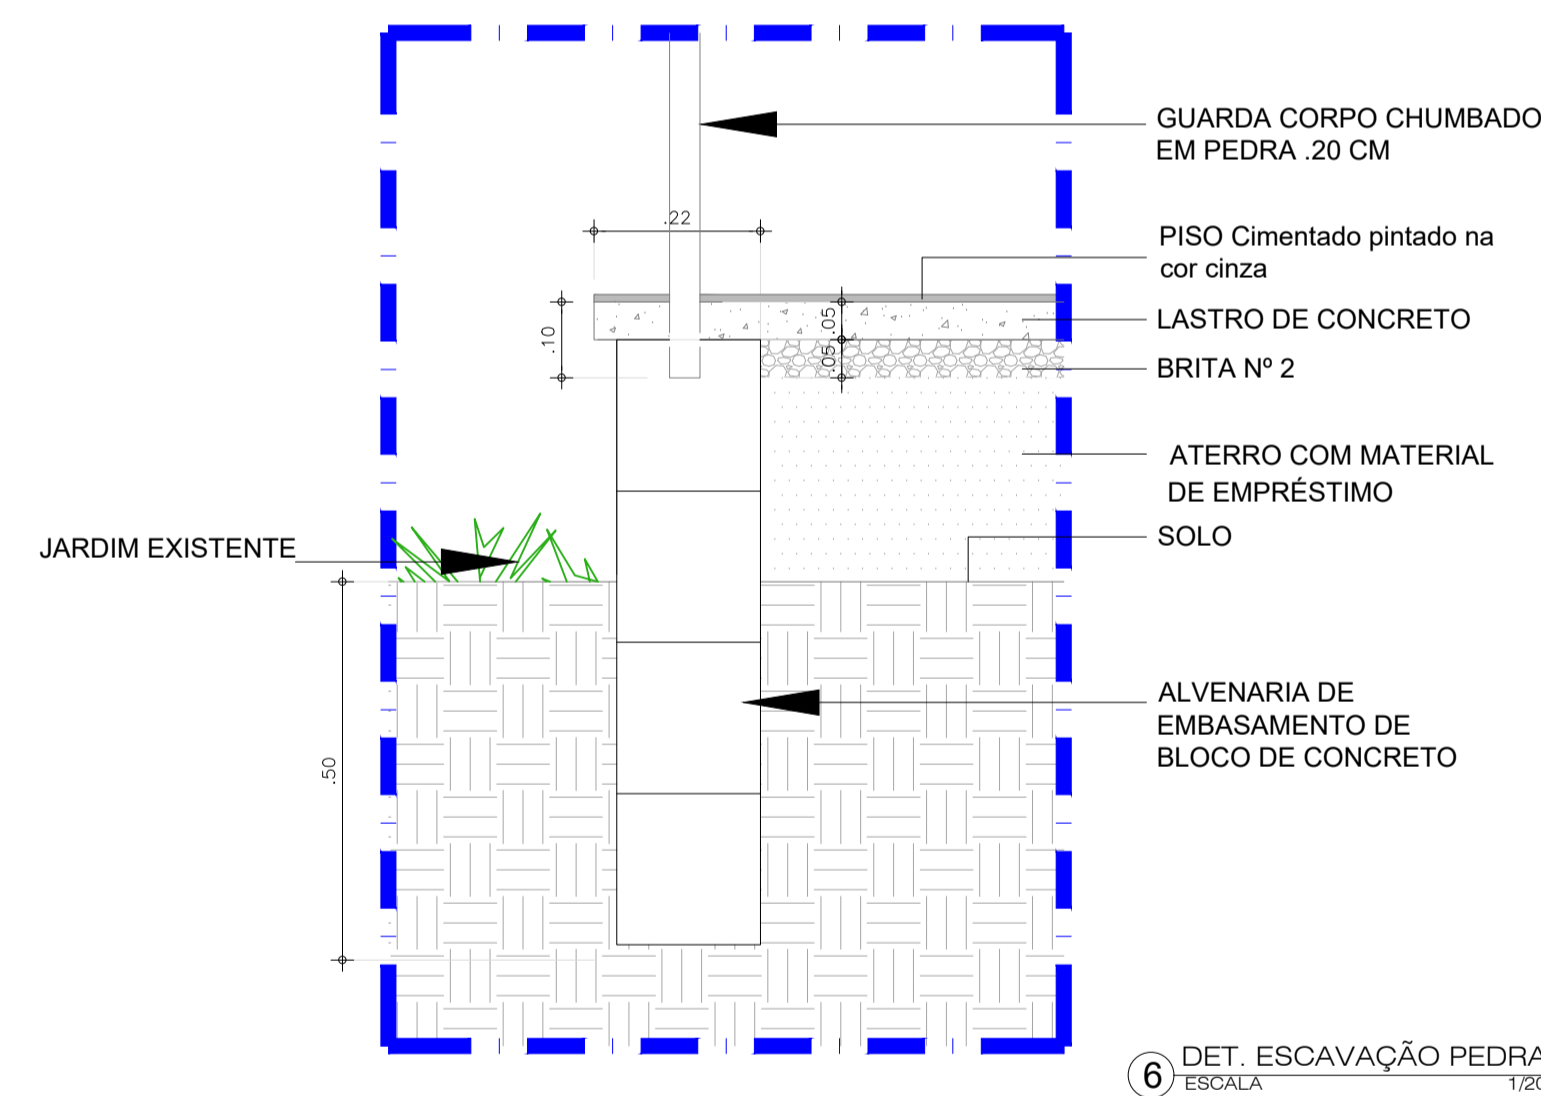 GUARDA CORPO CHUMBADO
EM PEDRA .20 CM
.22
PISO Cimentado pintado na
cor cinza
.10
.05
.05
LASTRO DE CONCRETO
BRITA Nº 2
ATERRO COM MATERIAL
DE EMPRÉSTIMO
SOLO
JARDIM EXISTENTE
.50
ALVENARIA DE
EMBASAMENTO DE
BLOCO DE CONCRETO
6 DET. ESCAVAÇÃO PEDRA
ESCALA 1/20